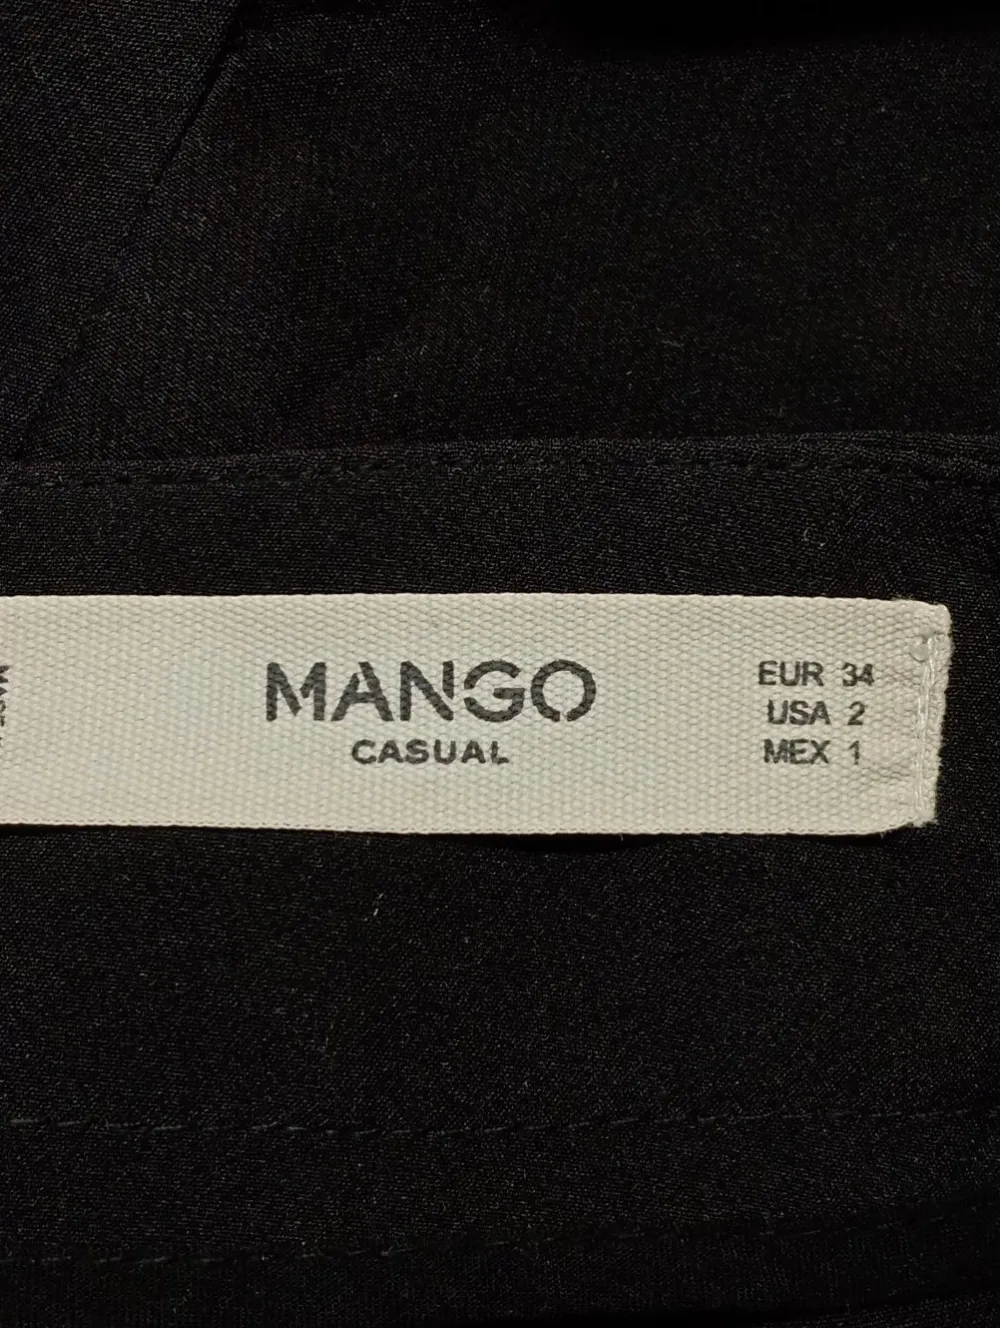 MANGO
CASUAL
EUR 34
USA 2
MEX 1